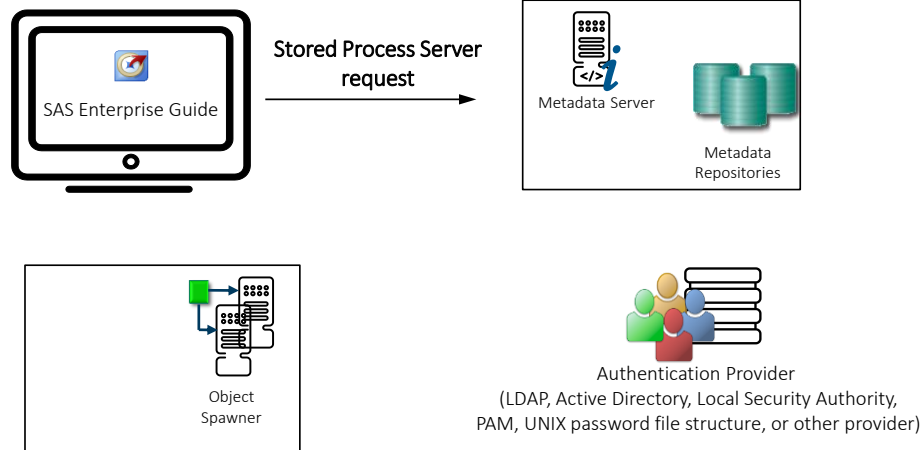 SAS Enterprise Guide
Stored Process Server
request
</>
i
Metadata Server
Metadata
Repositories
Object
Spawner
Authentication Provider
(LDAP, Active Directory, Local Security Authority,
PAM, UNIX password file structure, or other provider)